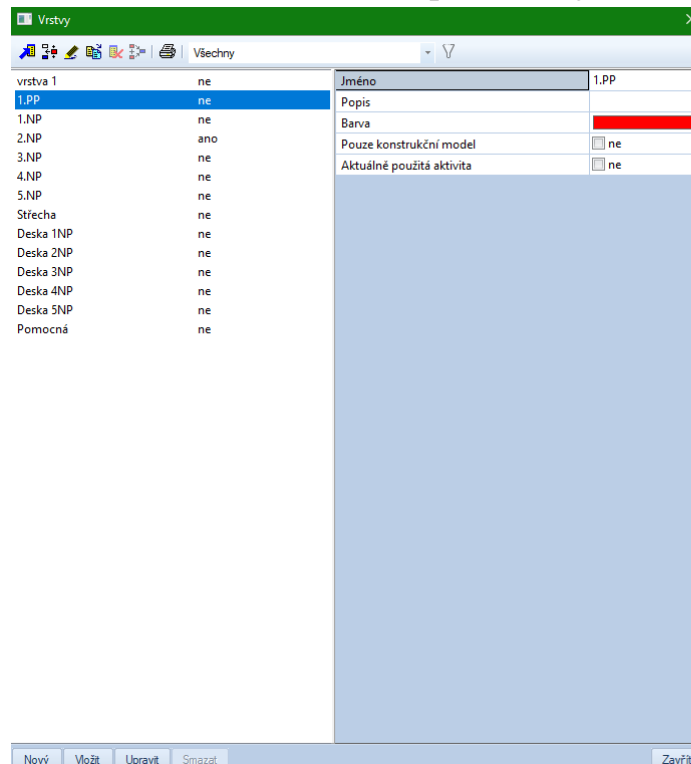 Vrstvy
Všechny
vrstva 1 ne
1.PP ne
1.NP ne
2.NP ano
3.NP ne
4.NP ne
5.NP ne
Střecha ne
Deska 1NP ne
Deska 2NP ne
Deska 3NP ne
Deska 4NP ne
Deska 5NP ne
Pomocná ne
Jméno 1.PP
Popis
Barva
Pouze konstrukční model ne
Aktuálně použitá aktivita ne
Nový Vložit Upravit Smazat Zavřít